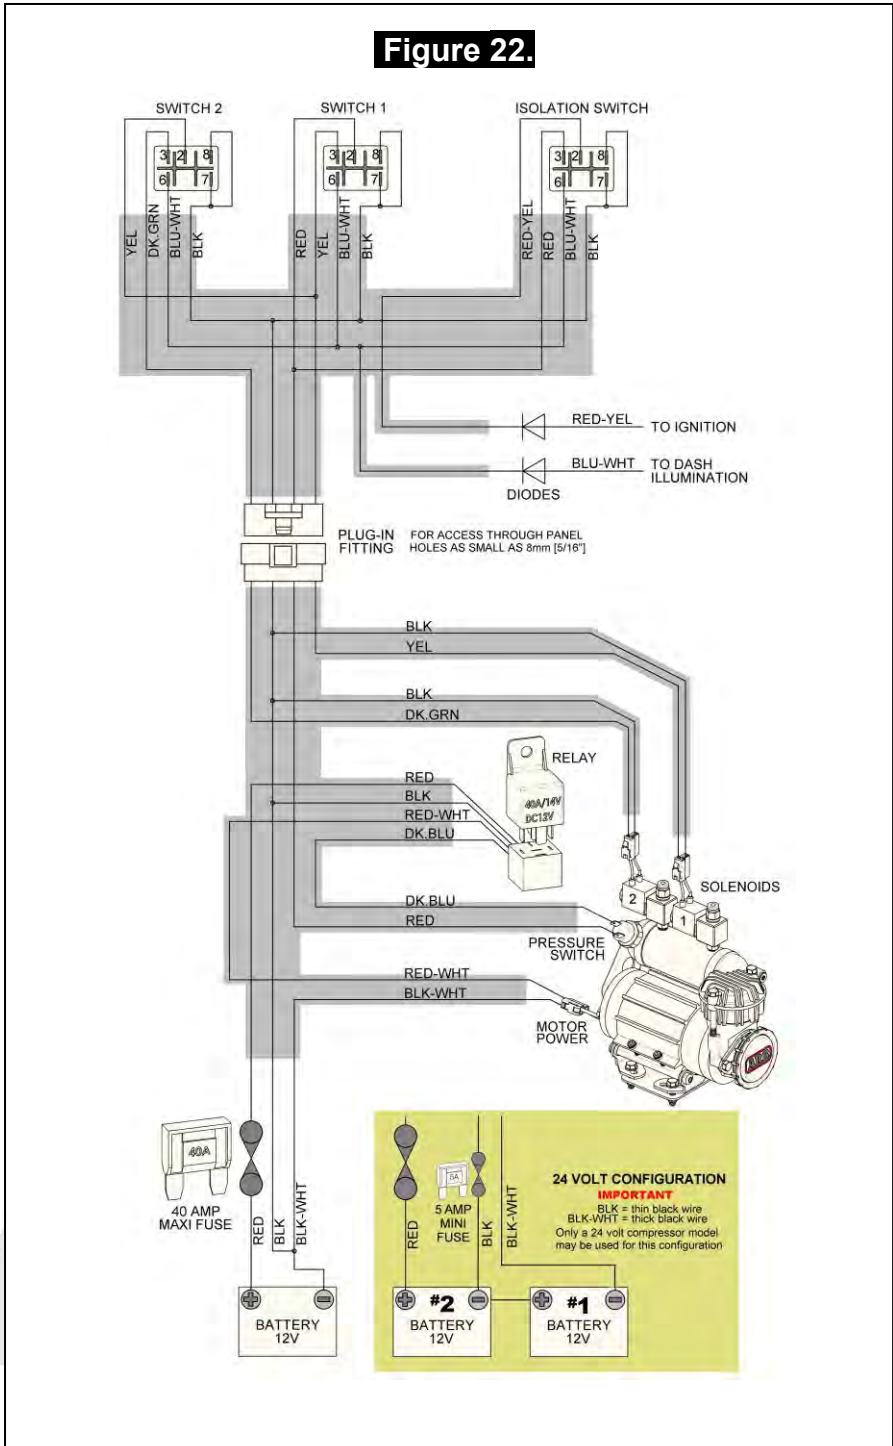 Figure 22.
SWITCH 2
SWITCH 1
ISOLATION SWITCH
3 2 8
6 7
3 2 8
6 7
3 2 8
6 7
YEL
DK.GRN
BLU-WHT
BLK
RED
YEL
BLU-WHT
BLK
RED-YEL
RED
BLU-WHT
BLK
RED-YEL
TO IGNITION
BLU-WHT
TO DASH
ILLUMINATION
DIODES
PLUG-IN
FITTING
FOR ACCESS THROUGH PANEL
HOLES AS SMALL AS 8mm [5/16"]
BLK
YEL
BLK
DK.GRN
RELAY
40A/14V
DC12V
RED
BLK
RED-WHT
DK.BLU
SOLENOIDS
2
1
DK.BLU
RED
PRESSURE
SWITCH
RED-WHT
BLK-WHT
MOTOR
POWER
ARB
40A
40 AMP
MAXI FUSE
RED
BLK
BLK-WHT
BATTERY
12V
5A
5 AMP
MINI
FUSE
RED
BLK
BLK-WHT
24 VOLT CONFIGURATION
IMPORTANT
BLK = thin black wire
BLK-WHT = thick black wire
Only a 24 volt compressor model
may be used for this configuration
#2
BATTERY
12V
#1
BATTERY
12V